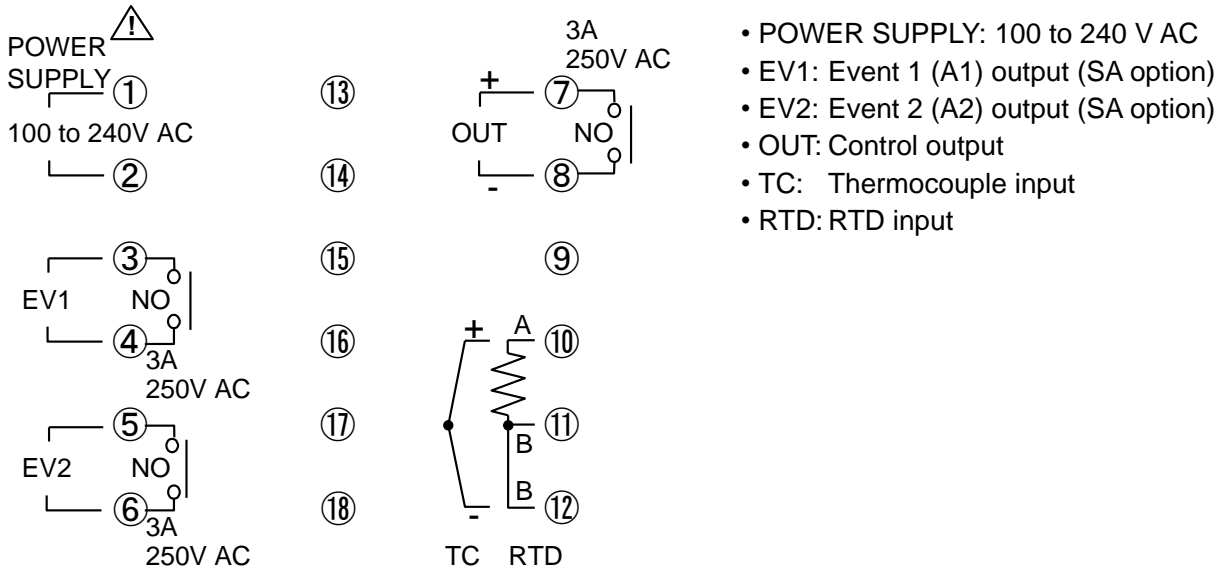 POWER
SUPPLY
①
100 to 240V AC
②
③
EV1
NO
④
3A
250V AC
⑤
EV2
NO
⑥
3A
250V AC
⑬
⑭
⑮
⑯
⑰
⑱
3A
250V AC
+
⑦
OUT
NO
-
⑧
⑨
+
A
⑩
⑪
B
B
⑫
-
TC
RTD
• POWER SUPPLY: 100 to 240 V AC
• EV1: Event 1 (A1) output (SA option)
• EV2: Event 2 (A2) output (SA option)
• OUT: Control output
• TC: Thermocouple input
• RTD: RTD input